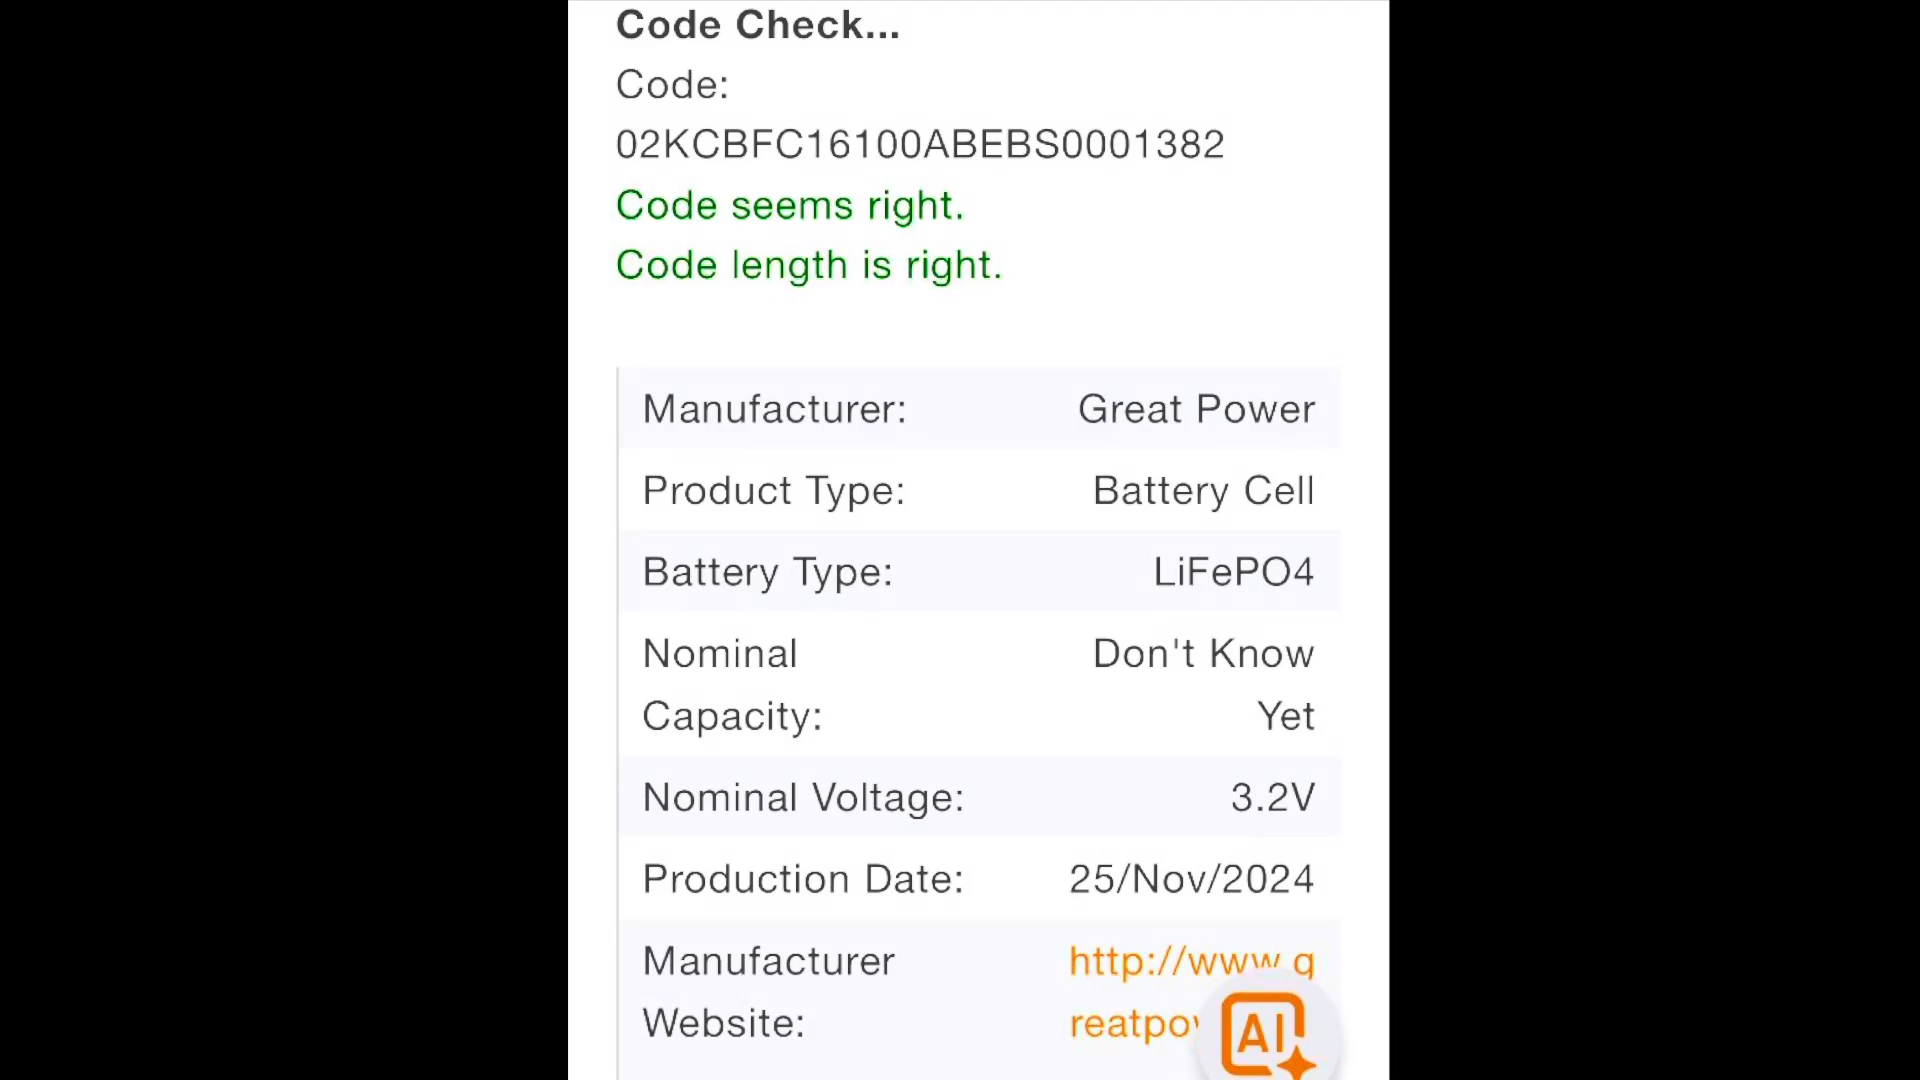 Code Check...
Code:
02KCBFC16100ABEBS0001382
Code seems right.
Code length is right.
Manufacturer: Great Power
Product Type: Battery Cell
Battery Type: LiFePO4
Nominal Don't Know
Capacity: Yet
Nominal Voltage: 3.2V
Production Date: 25/Nov/2024
Manufacturer http://www.g
Website: reatpo
AI